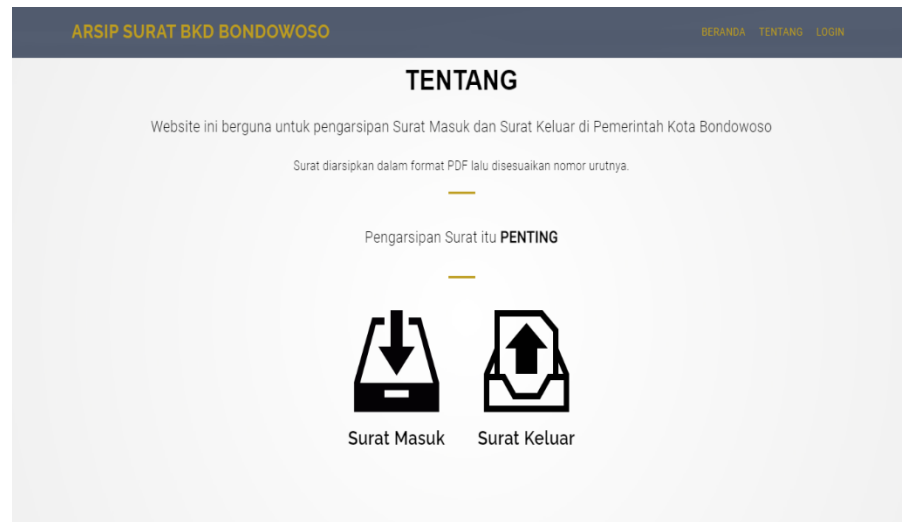 ARSIP SURAT BKD BONDOWOSO
BERANDA TENTANG LOGIN
TENTANG
Website ini berguna untuk pengarsipan Surat Masuk dan Surat Keluar di Pemerintah Kota Bondowoso
Surat diarsipkan dalam format PDF lalu disesuaikan nomor urutnya.
Pengarsipan Surat itu PENTING
Surat Masuk Surat Keluar